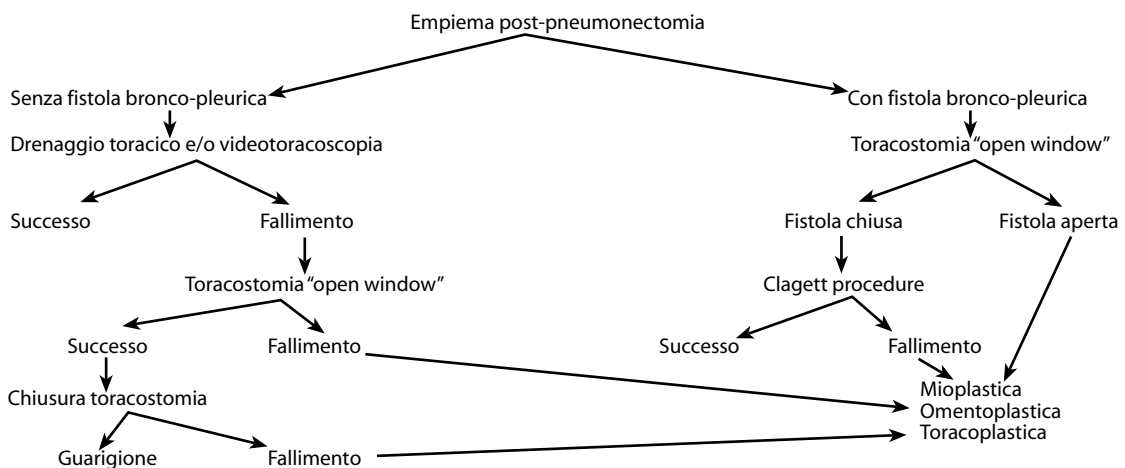 Empiema post-pneumonectomia
Senza fistola bronco-pleurica
Con fistola bronco-pleurica
Drenaggio toracico e/o videotoracoscopia
Toracostomia “open window”
Successo
Fallimento
Fistola chiusa
Fistola aperta
Toracostomia “open window”
Clagett procedure
Successo
Fallimento
Successo
Fallimento
Chiusura toracostomia
Mioplastica
Omentoplastica
Toracoplastica
Guarigione
Fallimento